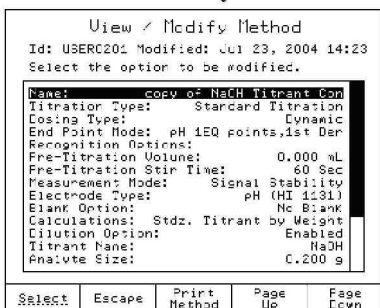 View / Modify Method
Id: USER0201 Modified: Jul 23, 2004 14:23
Select the option to be modified.
Name: copy of NaOH Titrant Con
Titration Type: Standard Titration
Dosing Type: Dynamic
End Point Mode: pH 1EQ points,1st Der
Recognition Options:
Pre-Titration Volume: 0.000 mL
Pre-Titration Stir Time: 60 Sec
Measurement Mode: Signal Stability
Electrode Type: pH (HI 1131)
Blank Option: No Blank
Calculations: Stdz. Titrant by Weight
Dilution Option: Enabled
Titrant Name: NaOH
Analyte Size: 0.200 g
Select Escape Print Method Page Up Page Down